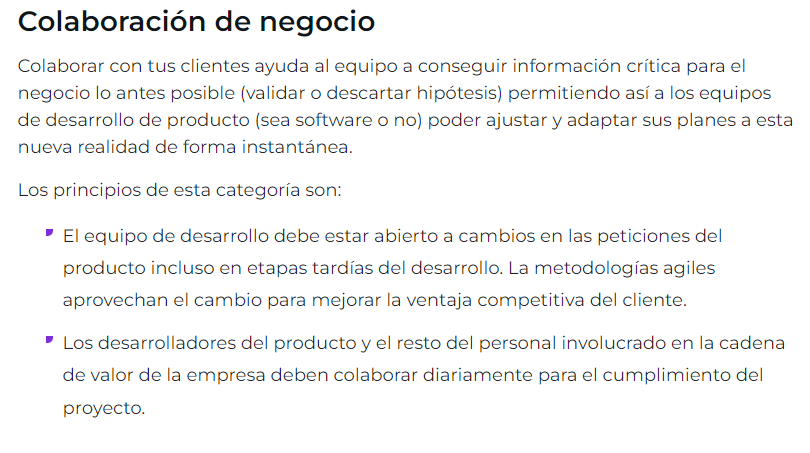 Colaboración de negocio
Colaborar con tus clientes ayuda al equipo a conseguir información crítica para el
negocio lo antes posible (validar o descartar hipótesis) permitiendo así a los equipos
de desarrollo de producto (sea software o no) poder ajustar y adaptar sus planes a esta
nueva realidad de forma instantánea.
Los principios de esta categoría son:
El equipo de desarrollo debe estar abierto a cambios en las peticiones del
producto incluso en etapas tardías del desarrollo. La metodologías agiles
aprovechan el cambio para mejorar la ventaja competitiva del cliente.
Los desarrolladores del producto y el resto del personal involucrado en la cadena
de valor de la empresa deben colaborar diariamente para el cumplimiento del
proyecto.